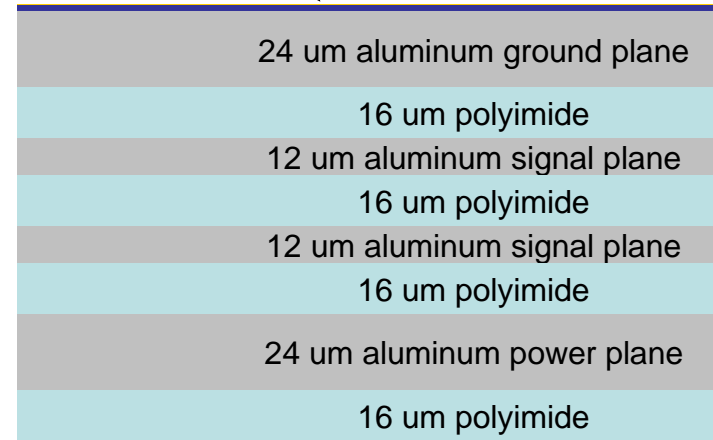 24 um aluminum ground plane
16 um polyimide
12 um aluminum signal plane
16 um polyimide
12 um aluminum signal plane
16 um polyimide
24 um aluminum power plane
16 um polyimide